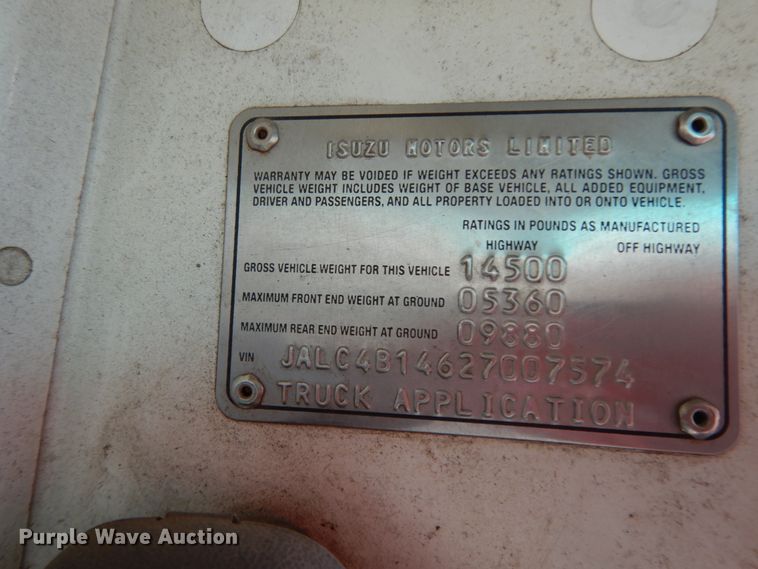 ISUZU MOTORS LIMITED
WARRANTY MAY BE VOIDED IF WEIGHT EXCEEDS ANY RATINGS SHOWN. GROSS
VEHICLE WEIGHT INCLUDES WEIGHT OF BASE VEHICLE, ALL ADDED EQUIPMENT,
DRIVER AND PASSENGERS, AND ALL PROPERTY LOADED INTO OR ONTO VEHICLE.
RATINGS IN POUNDS AS MANUFACTURED
HIGHWAY OFF HIGHWAY
GROSS VEHICLE WEIGHT FOR THIS VEHICLE 14500
MAXIMUM FRONT END WEIGHT AT GROUND 05360
MAXIMUM REAR END WEIGHT AT GROUND 09880
VIN JALC4B14627007574
TRUCK APPLICATION
Purple Wave Auction